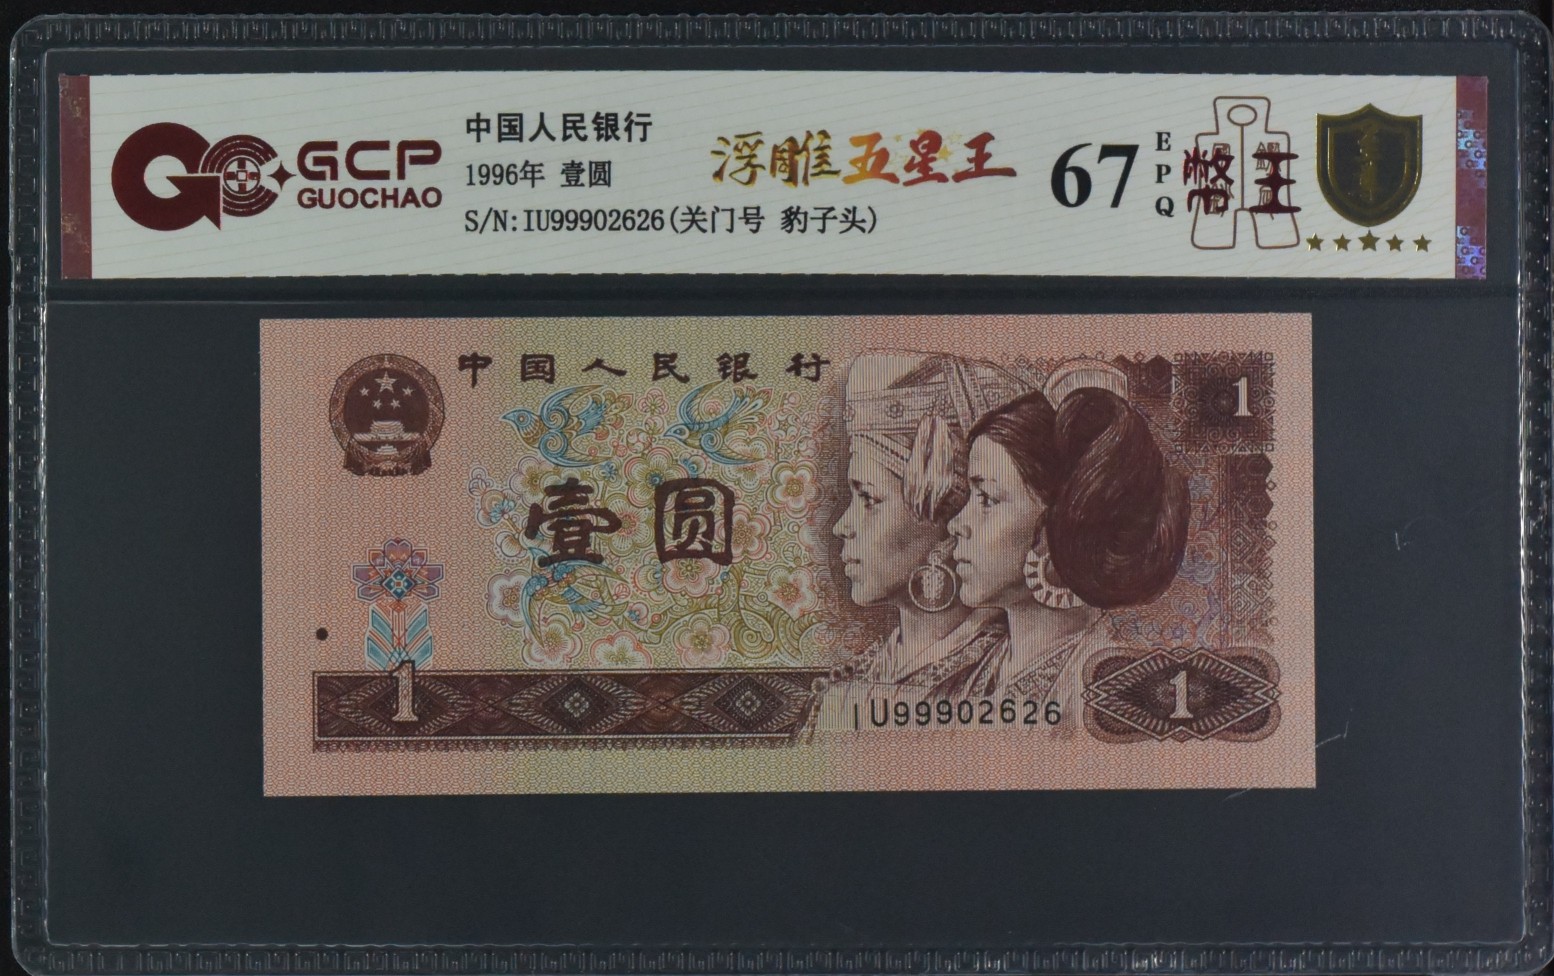 GCP
GUOCHAO
中国人民银行
1996年 壹圆
S/N:IU99902626(关门号 豹子头)
浮雕五星王
67
EPQ
中国人民银行
1
壹圆
1
IU99902626
1